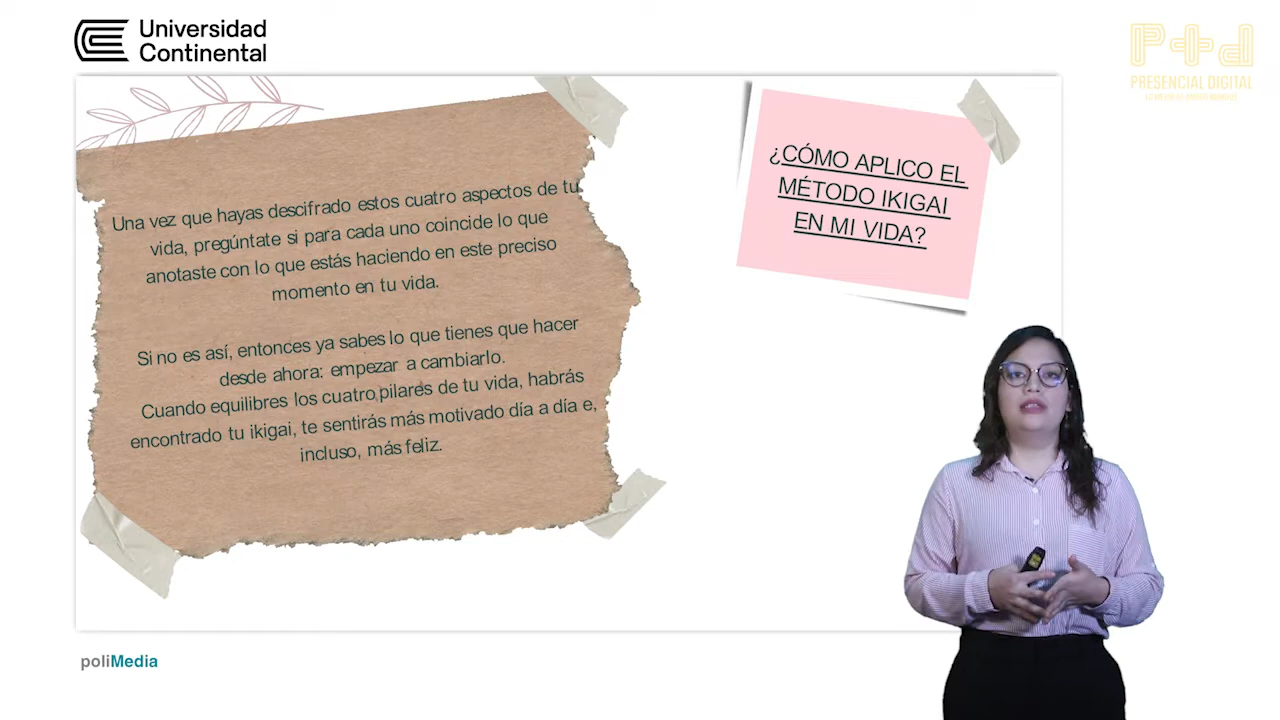 Universidad
Continental
P+d
PRESENCIAL DIGITAL
¿CÓMO APLICO EL
MÉTODO IKIGAI
EN MI VIDA?
Una vez que hayas descifrado estos cuatro aspectos de tu
vida, pregúntate si para cada uno coincide lo que
anotaste con lo que estás haciendo en este preciso
momento en tu vida.
Si no es así, entonces ya sabes lo que tienes que hacer
desde ahora: empezar a cambiarlo.
Cuando equilibres los cuatro pilares de tu vida, habrás
encontrado tu ikigai, te sentirás más motivado día a día e,
incluso, más feliz.
poliMedia